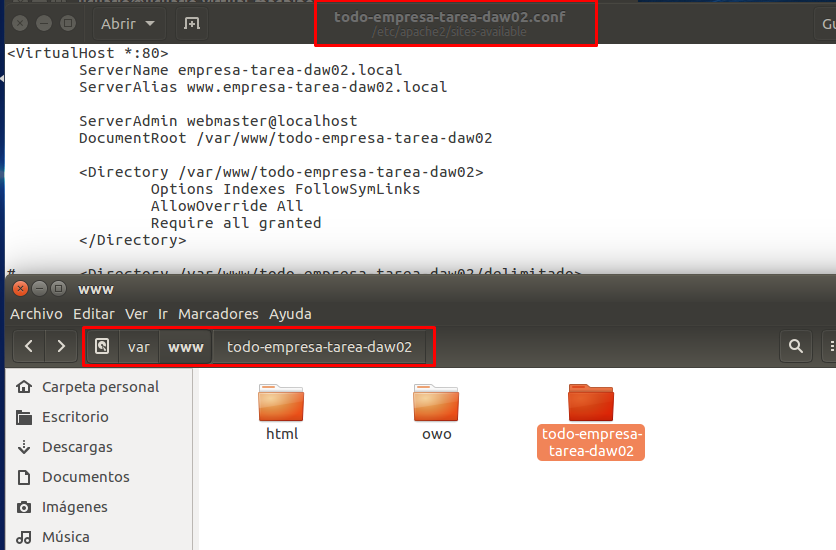 Abrir
todo-empresa-tarea-daw02.conf
/etc/apache2/sites-available
Gu
<VirtualHost *:80>
ServerName empresa-tarea-daw02.local
ServerAlias www.empresa-tarea-daw02.local
ServerAdmin webmaster@localhost
DocumentRoot /var/www/todo-empresa-tarea-daw02
<Directory /var/www/todo-empresa-tarea-daw02>
Options Indexes FollowSymLinks
AllowOverride All
Require all granted
</Directory>
# <Directory /var/www/todo-empresa-tarea-daw02/delimitado>
www
Archivo Editar Ver Ir Marcadores Ayuda
var www todo-empresa-tarea-daw02
Carpeta personal
Escritorio
Descargas
Documentos
Imágenes
Música
html
owo
todo-empresa-
tarea-daw02